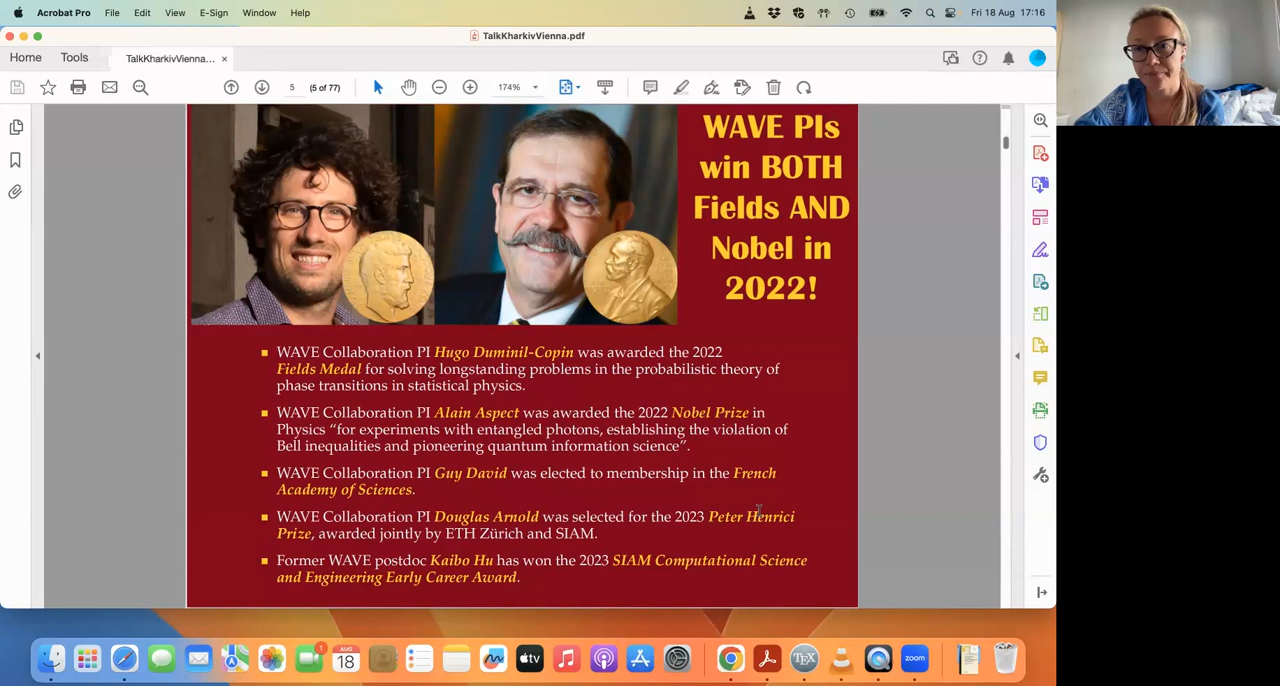 Acrobat Pro File Edit View E-Sign Window Help Fri 18 Aug 17:16
TalkKharkivVienna.pdf
Home Tools TalkKharkivVienna... ×
5 (5 of 77) 174%
WAVE PIs
win BOTH
Fields AND
Nobel in
2022!
▪ WAVE Collaboration PI Hugo Duminil-Copin was awarded the 2022
Fields Medal for solving longstanding problems in the probabilistic theory of
phase transitions in statistical physics.
▪ WAVE Collaboration PI Alain Aspect was awarded the 2022 Nobel Prize in
Physics “for experiments with entangled photons, establishing the violation of
Bell inequalities and pioneering quantum information science”.
▪ WAVE Collaboration PI Guy David was elected to membership in the French
Academy of Sciences.
▪ WAVE Collaboration PI Douglas Arnold was selected for the 2023 Peter Henrici
Prize, awarded jointly by ETH Zürich and SIAM.
▪ Former WAVE postdoc Kaibo Hu has won the 2023 SIAM Computational Science
and Engineering Early Career Award.
1
AUG
18
tv
TEX
zoom